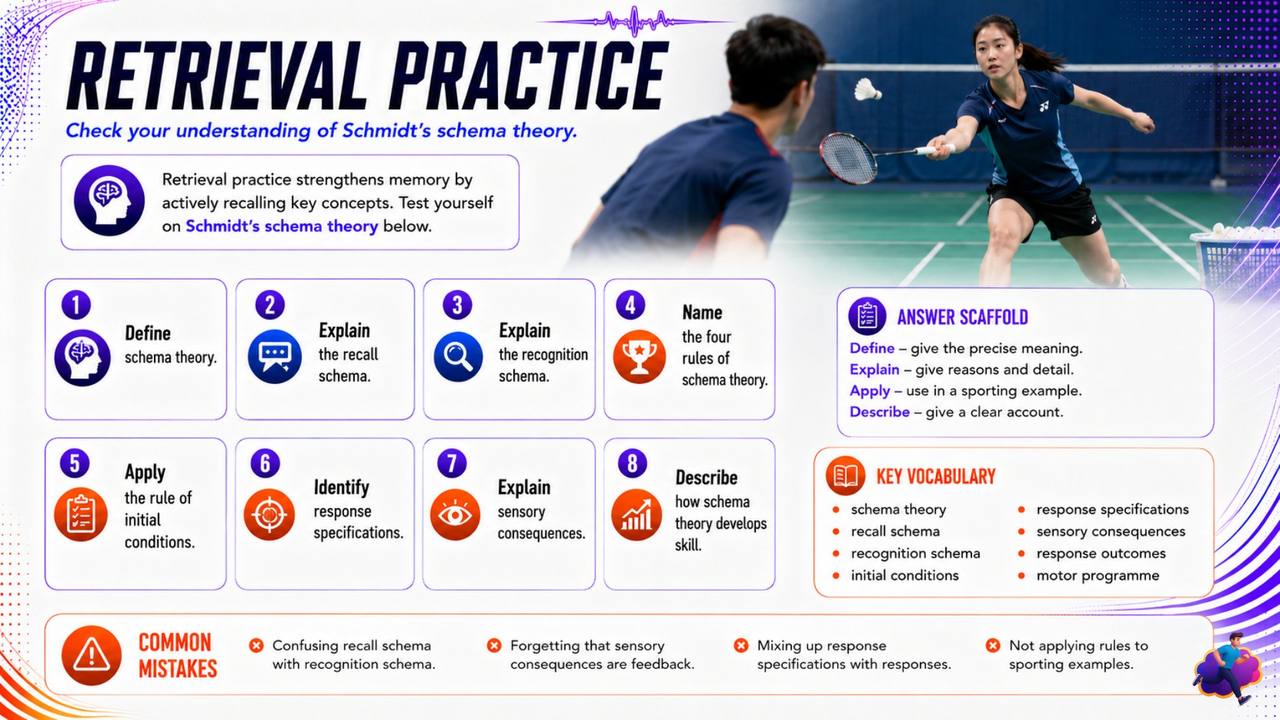 RETRIEVAL PRACTICE
Check your understanding of Schmidt's schema theory.
Retrieval practice strengthens memory by
actively recalling key concepts. Test yourself
on Schmidt's schema theory below.
1
Define
schema theory.
2
Explain
the recall
schema.
3
Explain
the recognition
schema.
4
Name
the four
rules of
schema theory.
5
Apply
the rule of
initial
conditions.
6
Identify
response
specifications.
7
Explain
sensory
consequences.
8
Describe
how schema
theory develops
skill.
ANSWER SCAFFOLD
Define – give the precise meaning.
Explain – give reasons and detail.
Apply – use in a sporting example.
Describe – give a clear account.
KEY VOCABULARY
• schema theory
• recall schema
• recognition schema
• initial conditions
• response specifications
• sensory consequences
• response outcomes
• motor programme
COMMON
MISTAKES
Confusing recall schema
with recognition schema.
Forgetting that sensory
consequences are feedback.
Mixing up response
specifications with responses.
Not applying rules to
sporting examples.